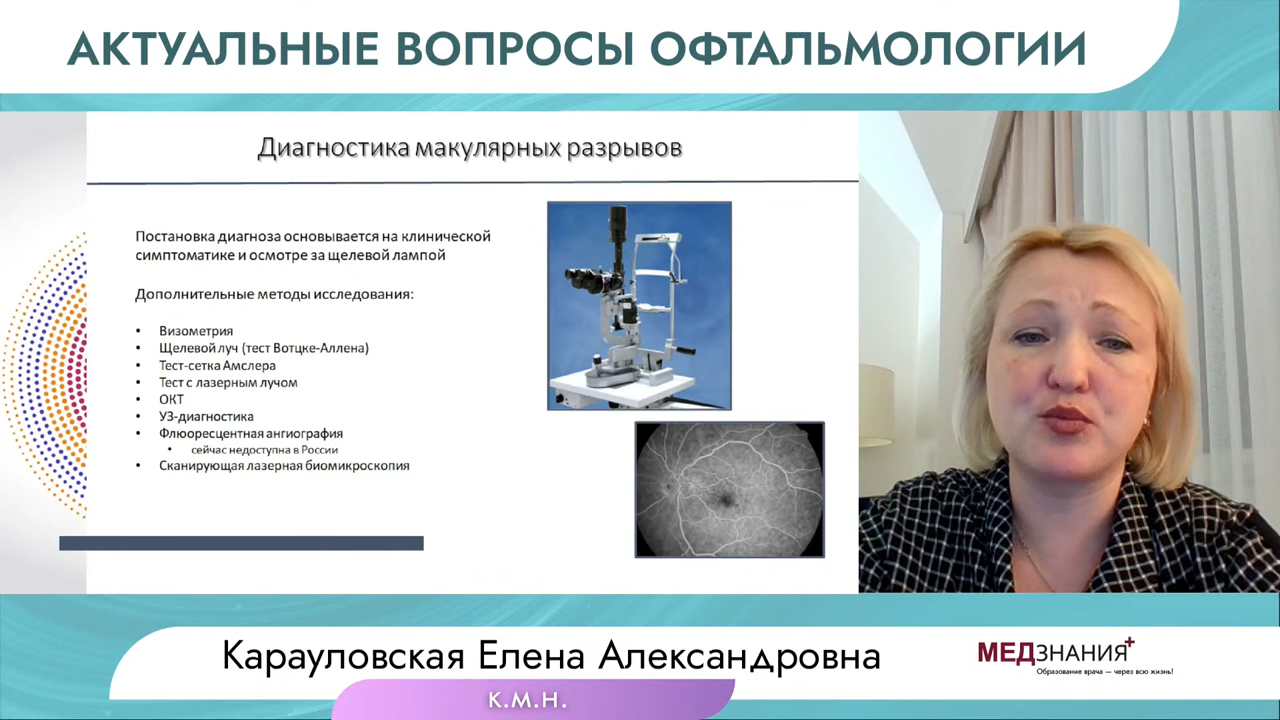 АКТУАЛЬНЫЕ ВОПРОСЫ ОФТАЛЬМОЛОГИИ
Диагностика макулярных разрывов
Постановка диагноза основывается на клинической
симптоматике и осмотре за щелевой лампой
Дополнительные методы исследования:
• Визометрия
• Щелевой луч (тест Вотцке-Аллена)
• Тест-сетка Амслера
• Тест с лазерным лучом
• ОКТ
• УЗ-диагностика
• Флюоресцентная ангиография
• сейчас недоступна в России
• Сканирующая лазерная биомикроскопия
Карауловская Елена Александровна
к.м.н.
МЕДЗНАНИЯ+
Образование врача — через всю жизнь!